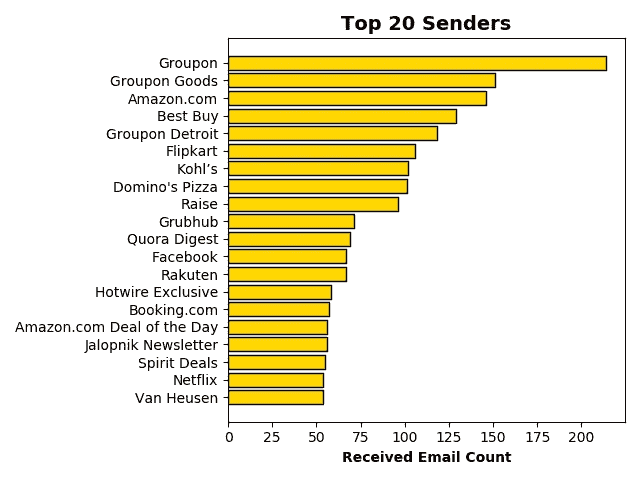 Top 20 Senders
Groupon
Groupon Goods
Amazon.com
Best Buy
Groupon Detroit
Flipkart
Kohl’s
Domino's Pizza
Raise
Grubhub
Quora Digest
Facebook
Rakuten
Hotwire Exclusive
Booking.com
Amazon.com Deal of the Day
Jalopnik Newsletter
Spirit Deals
Netflix
Van Heusen
0 25 50 75 100 125 150 175 200
Received Email Count